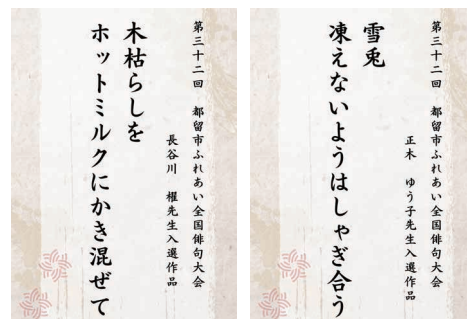 第三十二回 都留市ふれあい全国俳句大会
正木 ゆう子先生入選作品
雪兎
凍えないようはしゃぎ合う
第三十二回 都留市ふれあい全国俳句大会
長谷川 櫂先生入選作品
木枯らしを
ホットミルクにかき混ぜて